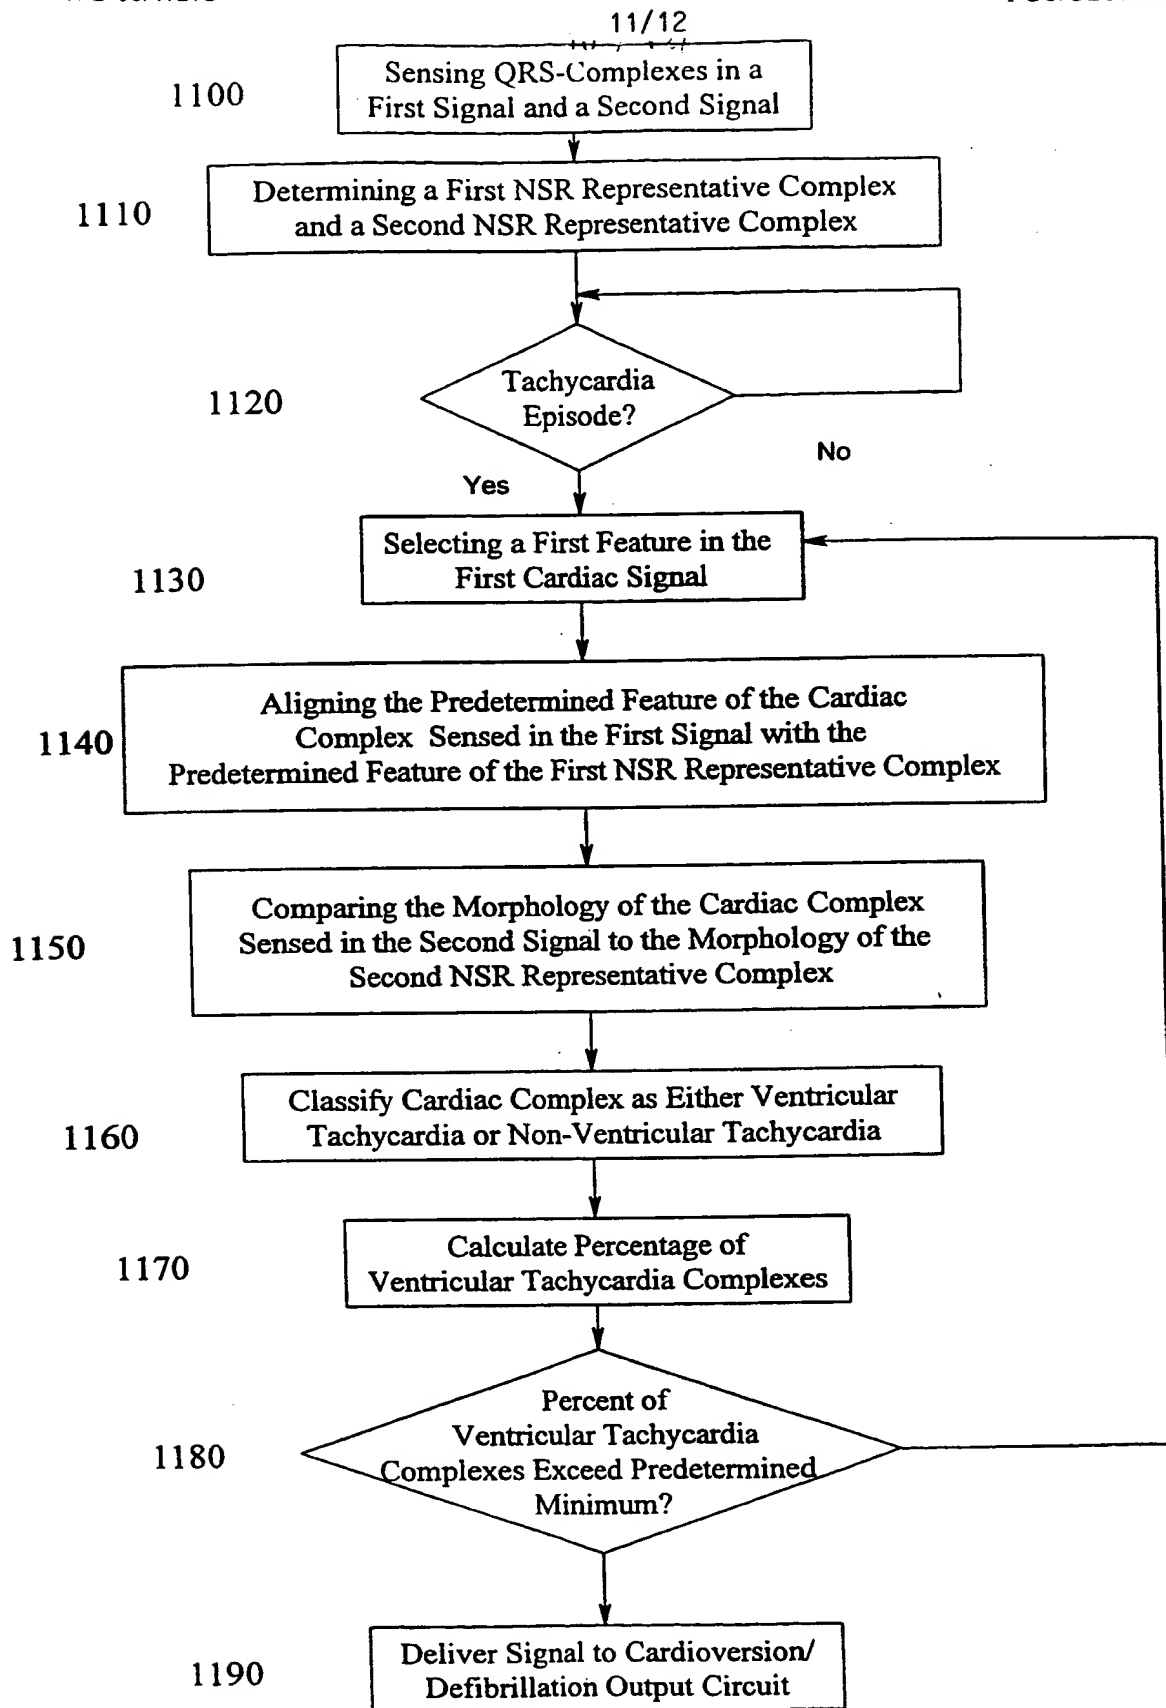 11/12
1100
Sensing QRS-Complexes in a
First Signal and a Second Signal
1110
Determining a First NSR Representative Complex
and a Second NSR Representative Complex
1120
Tachycardia
Episode?
No
Yes
1130
Selecting a First Feature in the
First Cardiac Signal
1140
Aligning the Predetermined Feature of the Cardiac
Complex Sensed in the First Signal with the
Predetermined Feature of the First NSR Representative Complex
1150
Comparing the Morphology of the Cardiac Complex
Sensed in the Second Signal to the Morphology of the
Second NSR Representative Complex
1160
Classify Cardiac Complex as Either Ventricular
Tachycardia or Non-Ventricular Tachycardia
1170
Calculate Percentage of
Ventricular Tachycardia Complexes
1180
Percent of
Ventricular Tachycardia
Complexes Exceed Predetermined
Minimum?
1190
Deliver Signal to Cardioversion/
Defibrillation Output Circuit